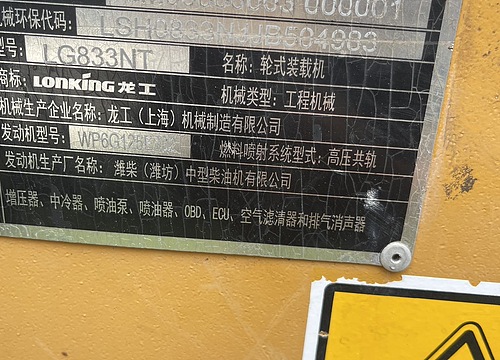 000001
机械环保代码:
型号: LG833NT 名称: 轮式装载机
商标: LONKING 龙工 机械类型: 工程机械
机械生产企业名称: 龙工（上海）机械制造有限公司
发动机型号: WP6G125 燃料喷射系统型式: 高压共轨
发动机生产厂名称: 潍柴（潍坊）中型柴油机有限公司
增压器、中冷器、喷油泵、喷油器、OBD、ECU、空气滤清器和排气消声器